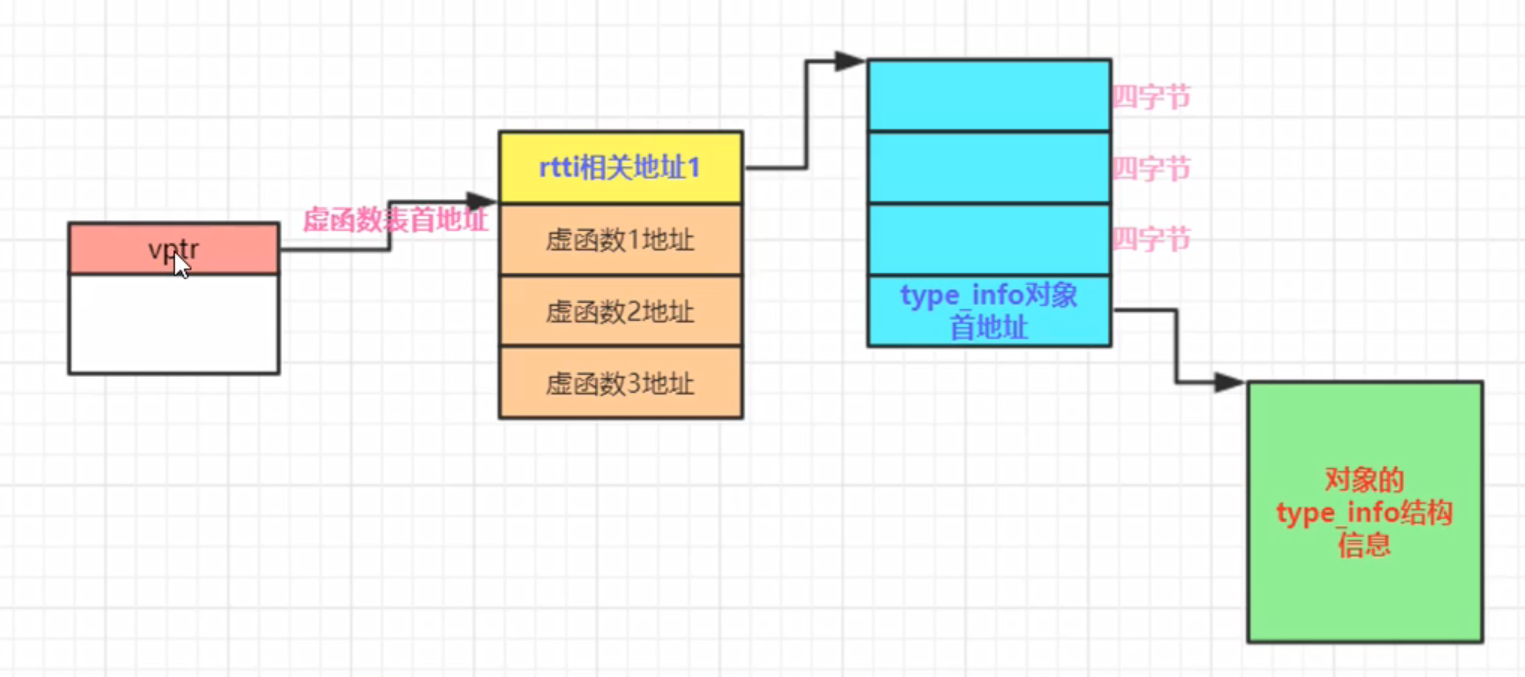 vptr
虚函数表首地址
rtti相关地址1
虚函数1地址
虚函数2地址
虚函数3地址
四字节
四字节
四字节
type_info对象
首地址
对象的
type_info结构
信息